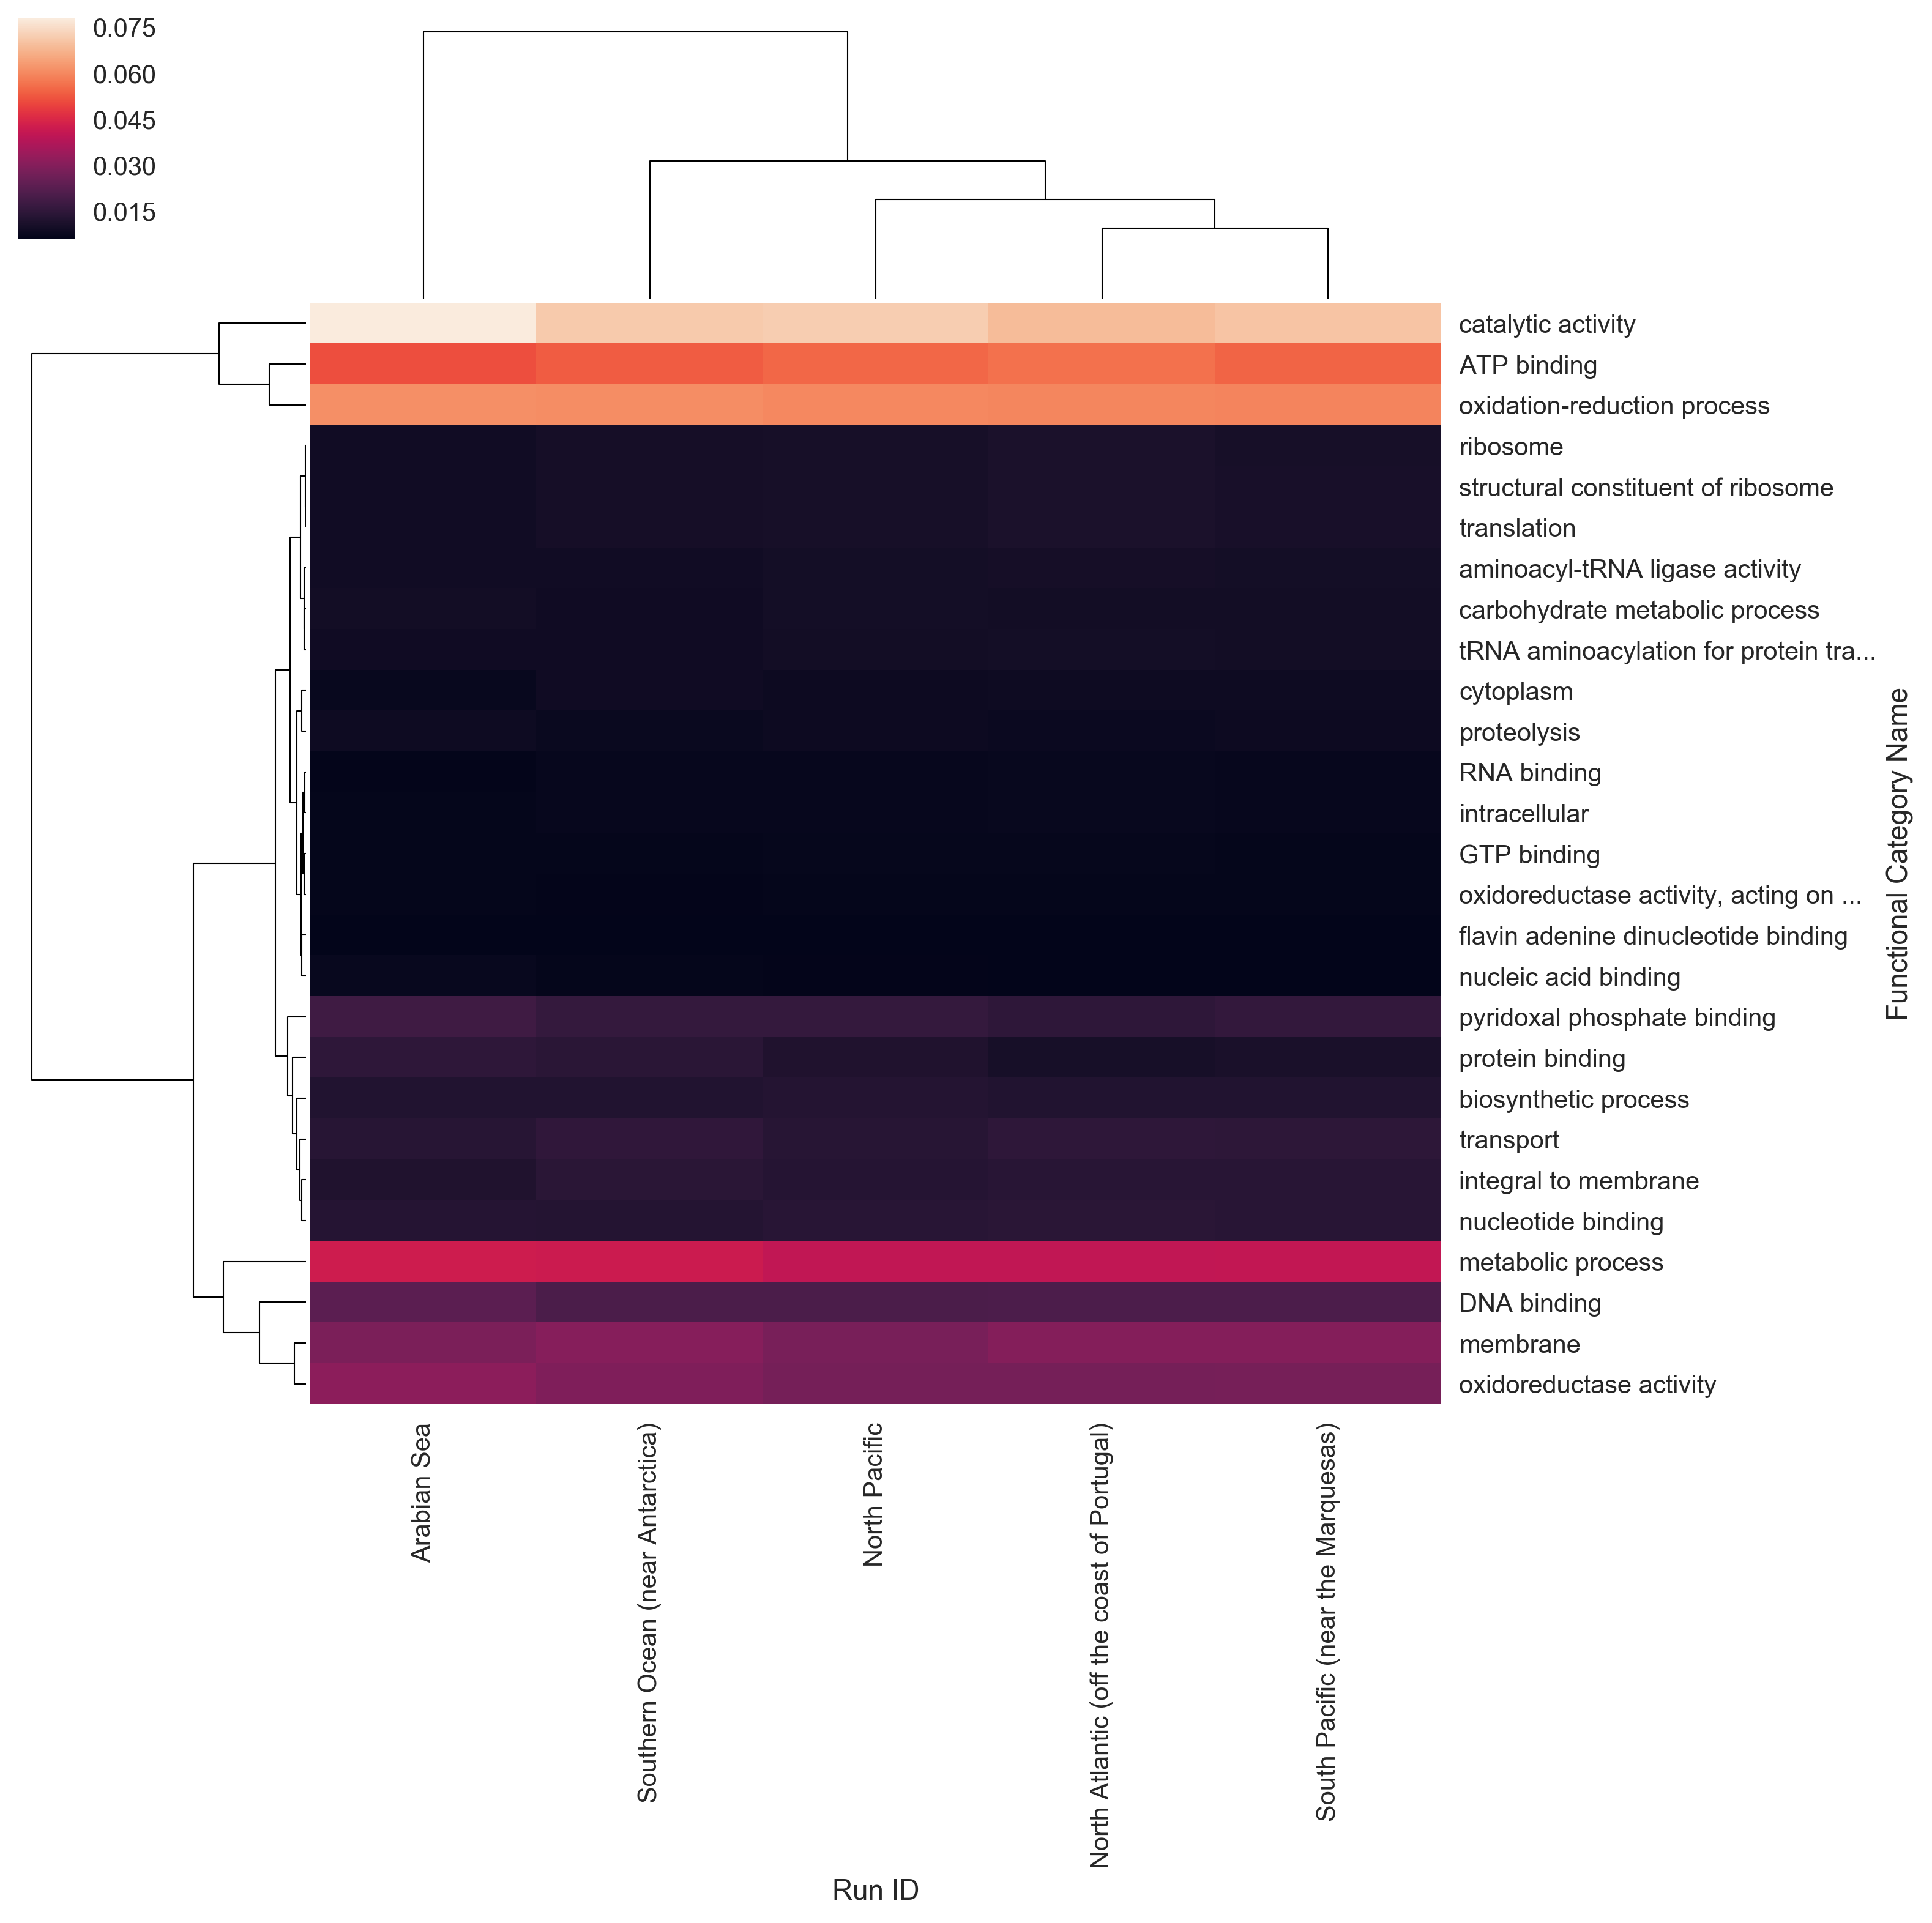 0.075
0.060
0.045
0.030
0.015
catalytic activity
ATP binding
oxidation-reduction process
ribosome
structural constituent of ribosome
translation
aminoacyl-tRNA ligase activity
carbohydrate metabolic process
tRNA aminoacylation for protein tra...
cytoplasm
proteolysis
RNA binding
intracellular
GTP binding
oxidoreductase activity, acting on ...
flavin adenine dinucleotide binding
nucleic acid binding
pyridoxal phosphate binding
protein binding
biosynthetic process
transport
integral to membrane
nucleotide binding
metabolic process
DNA binding
membrane
oxidoreductase activity
Functional Category Name
Arabian Sea
Southern Ocean (near Antarctica)
North Pacific
North Atlantic (off the coast of Portugal)
South Pacific (near the Marquesas)
Run ID